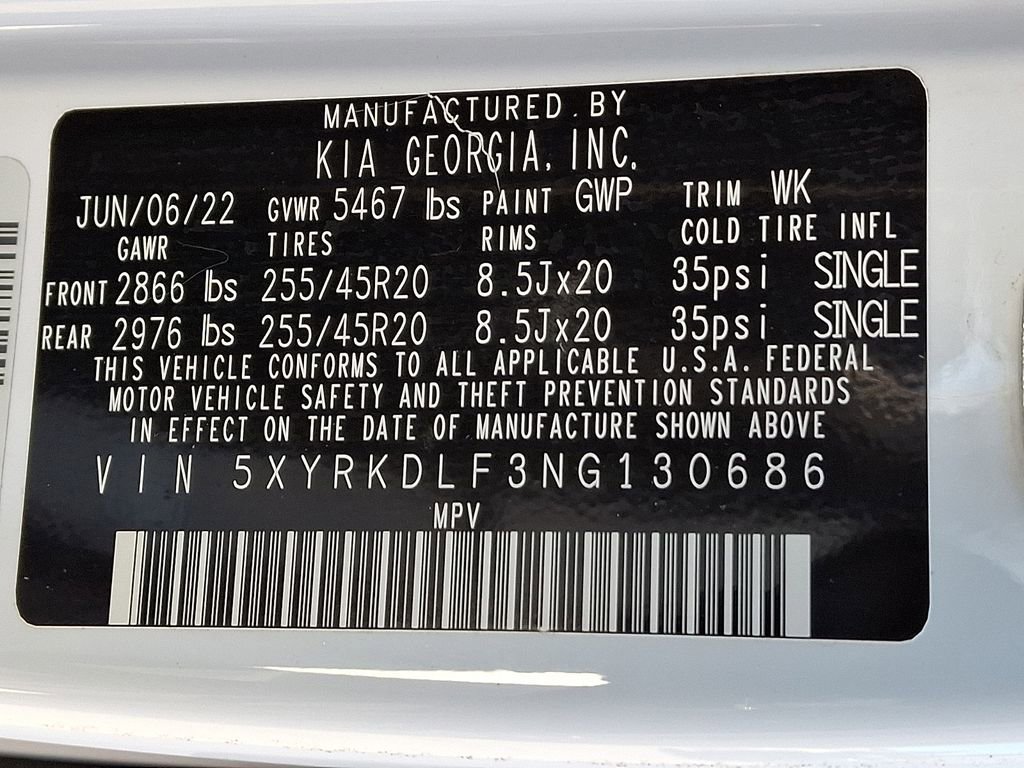 MANUFACTURED BY
KIA GEORGIA, INC.
JUN/06/22 GVWR 5467 lbs PAINT GWP TRIM WK
GAWR TIRES RIMS COLD TIRE INFL
FRONT 2866 lbs 255/45R20 8.5Jx20 35psi SINGLE
REAR 2976 lbs 255/45R20 8.5Jx20 35psi SINGLE
THIS VEHICLE CONFORMS TO ALL APPLICABLE U.S.A. FEDERAL
MOTOR VEHICLE SAFETY AND THEFT PREVENTION STANDARDS
IN EFFECT ON THE DATE OF MANUFACTURE SHOWN ABOVE
VIN 5XYRKDLF3NG130686
MPV